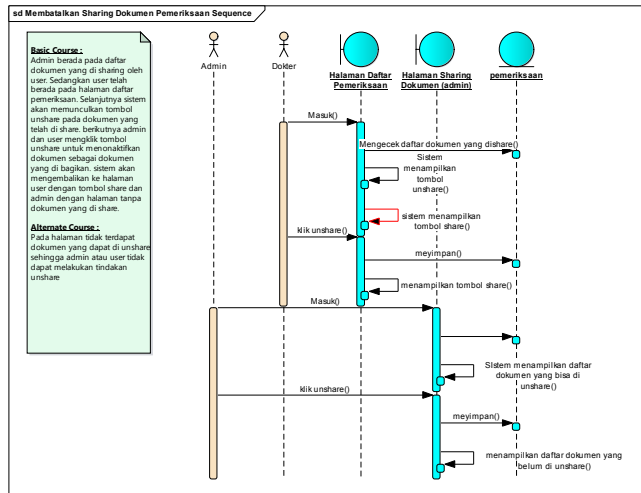 sd Membatalkan Sharing Dokumen Pemeriksaan Sequence
Basic Course :
Admin berada pada daftar
dokumen yang di sharing oleh
user. Sedangkan user telah
berada pada halaman daftar
pemeriksaan. Selanjutnya sistem
akan memunculkan tombol
unshare pada dokumen yang
telah di share. berikutnya admin
dan user mengklik tombol
unshare untuk menonaktifkan
dokumen sebagai dokumen
yang di bagikan. sistem akan
mengembalikan ke halaman
user dengan tombol share dan
admin dengan halaman tanpa
dokumen yang di share.
Alternate Course :
Pada halaman tidak terdapat
dokumen yang dapat di unshare
sehingga admin atau user tidak
dapat melakukan tindakan
unshare
Admin
Dokter
Halaman Daftar
Pemeriksaan
Halaman Sharing
Dokumen (admin)
pemeriksaan
Masuk()
Mengecek daftar dokumen yang dishare()
Sistem
menampilkan
tombol
unshare()
sistem menampilkan
tombol share()
klik unshare()
meyimpan()
menampilkan tombol share()
Masuk()
SIstem menampilkan daftar
dokumen yang bisa di
unshare()
klik unshare()
meyimpan()
menampilkan daftar dokumen yang
belum di unshare()